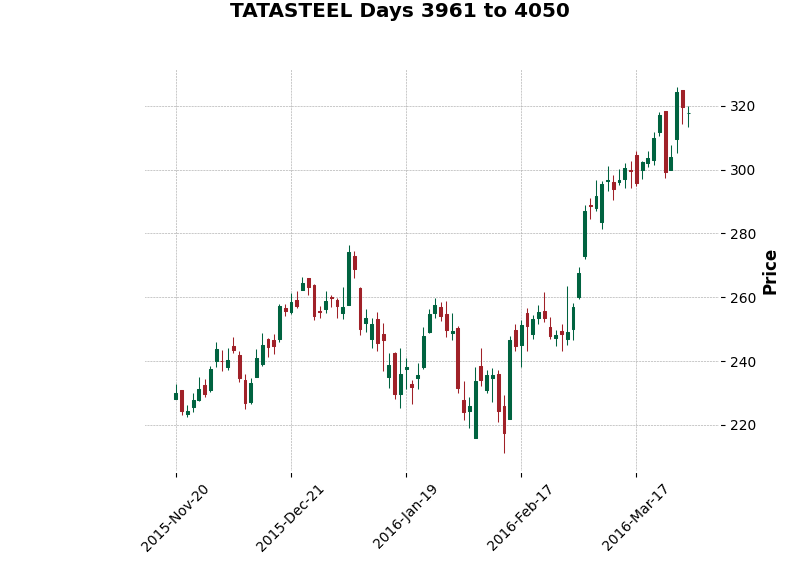 TATASTEEL Days 3961 to 4050
320
300
280
260
240
220
Price
2015-Nov-20
2015-Dec-21
2016-Jan-19
2016-Feb-17
2016-Mar-17